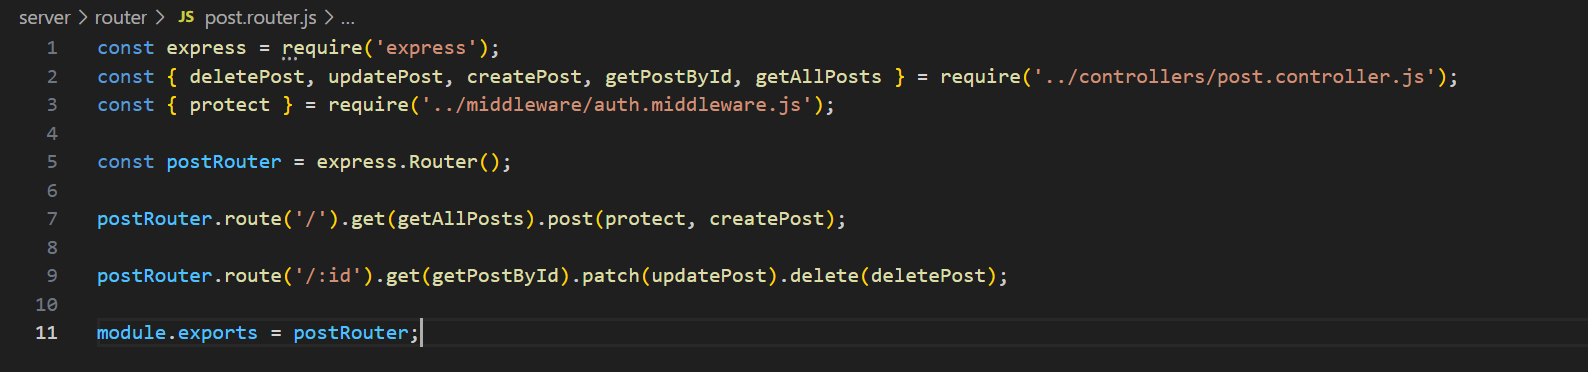 server > router > JS post.router.js > ...
1 const express = require('express');
2 const { deletePost, updatePost, createPost, getPostById, getAllPosts } = require('../controllers/post.controller.js');
3 const { protect } = require('../middleware/auth.middleware.js');
4
5 const postRouter = express.Router();
6
7 postRouter.route('/').get(getAllPosts).post(protect, createPost);
8
9 postRouter.route('/:id').get(getPostById).patch(updatePost).delete(deletePost);
10
11 module.exports = postRouter;